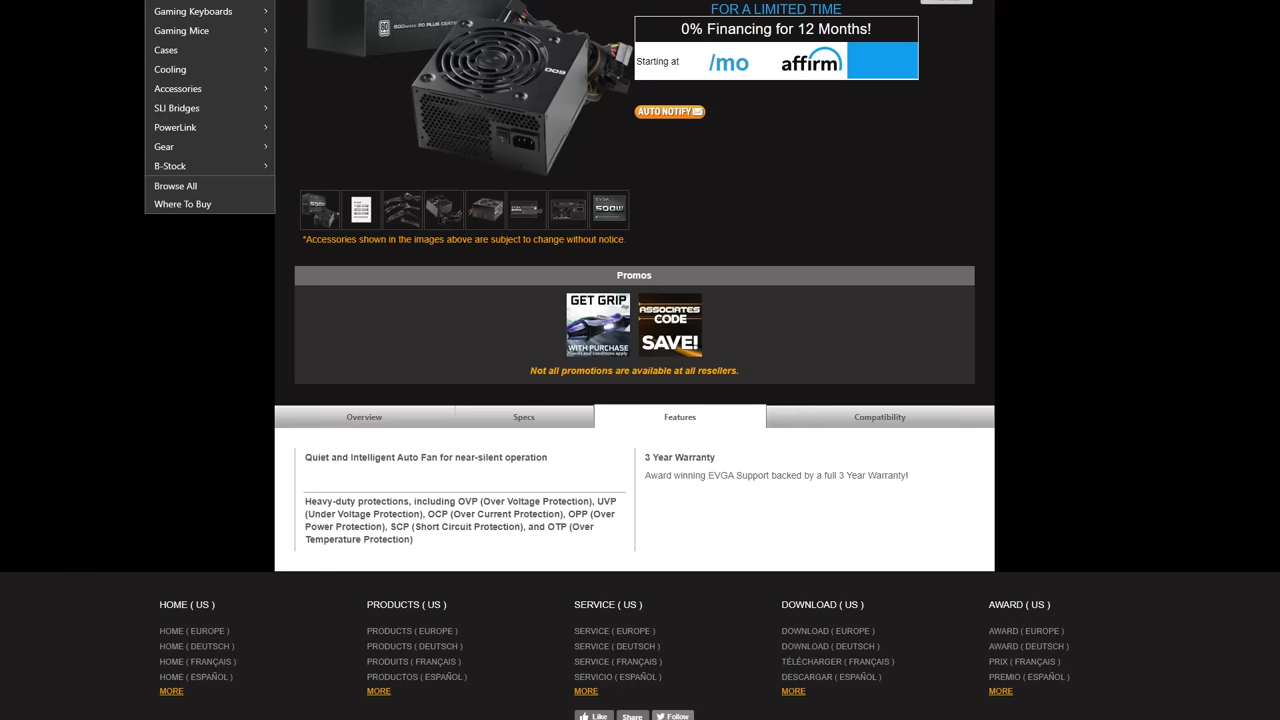 FOR A LIMITED TIME
Gaming Keyboards
Gaming Mice
Cases
Cooling
Accessories
SLI Bridges
PowerLink
Gear
B-Stock
Browse All
Where To Buy
0% Financing for 12 Months!
Starting at /mo affirm
AUTO NOTIFY
*Accessories shown in the images above are subject to change without notice.
Promos
GET GRIP
WITH PURCHASE
ASSOCIATES
CODE
SAVE!
Not all promotions are available at all resellers.
Overview Specs Features Compatibility
Quiet and Intelligent Auto Fan for near-silent operation
Heavy-duty protections, including OVP (Over Voltage Protection), UVP
(Under Voltage Protection), OCP (Over Current Protection), OPP (Over
Power Protection), SCP (Short Circuit Protection), and OTP (Over
Temperature Protection)
3 Year Warranty
Award winning EVGA Support backed by a full 3 Year Warranty!
HOME ( US )
HOME ( EUROPE )
HOME ( DEUTSCH )
HOME ( FRANÇAIS )
HOME ( ESPAÑOL )
MORE
PRODUCTS ( US )
PRODUCTS ( EUROPE )
PRODUCTS ( DEUTSCH )
PRODUITS ( FRANÇAIS )
PRODUCTOS ( ESPAÑOL )
MORE
SERVICE ( US )
SERVICE ( EUROPE )
SERVICE ( DEUTSCH )
SERVICE ( FRANÇAIS )
SERVICIO ( ESPAÑOL )
MORE
DOWNLOAD ( US )
DOWNLOAD ( EUROPE )
DOWNLOAD ( DEUTSCH )
TÉLÉCHARGER ( FRANÇAIS )
DESCARGAR ( ESPAÑOL )
MORE
AWARD ( US )
AWARD ( EUROPE )
AWARD ( DEUTSCH )
PRIX ( FRANÇAIS )
PREMIO ( ESPAÑOL )
MORE
Like Share Follow